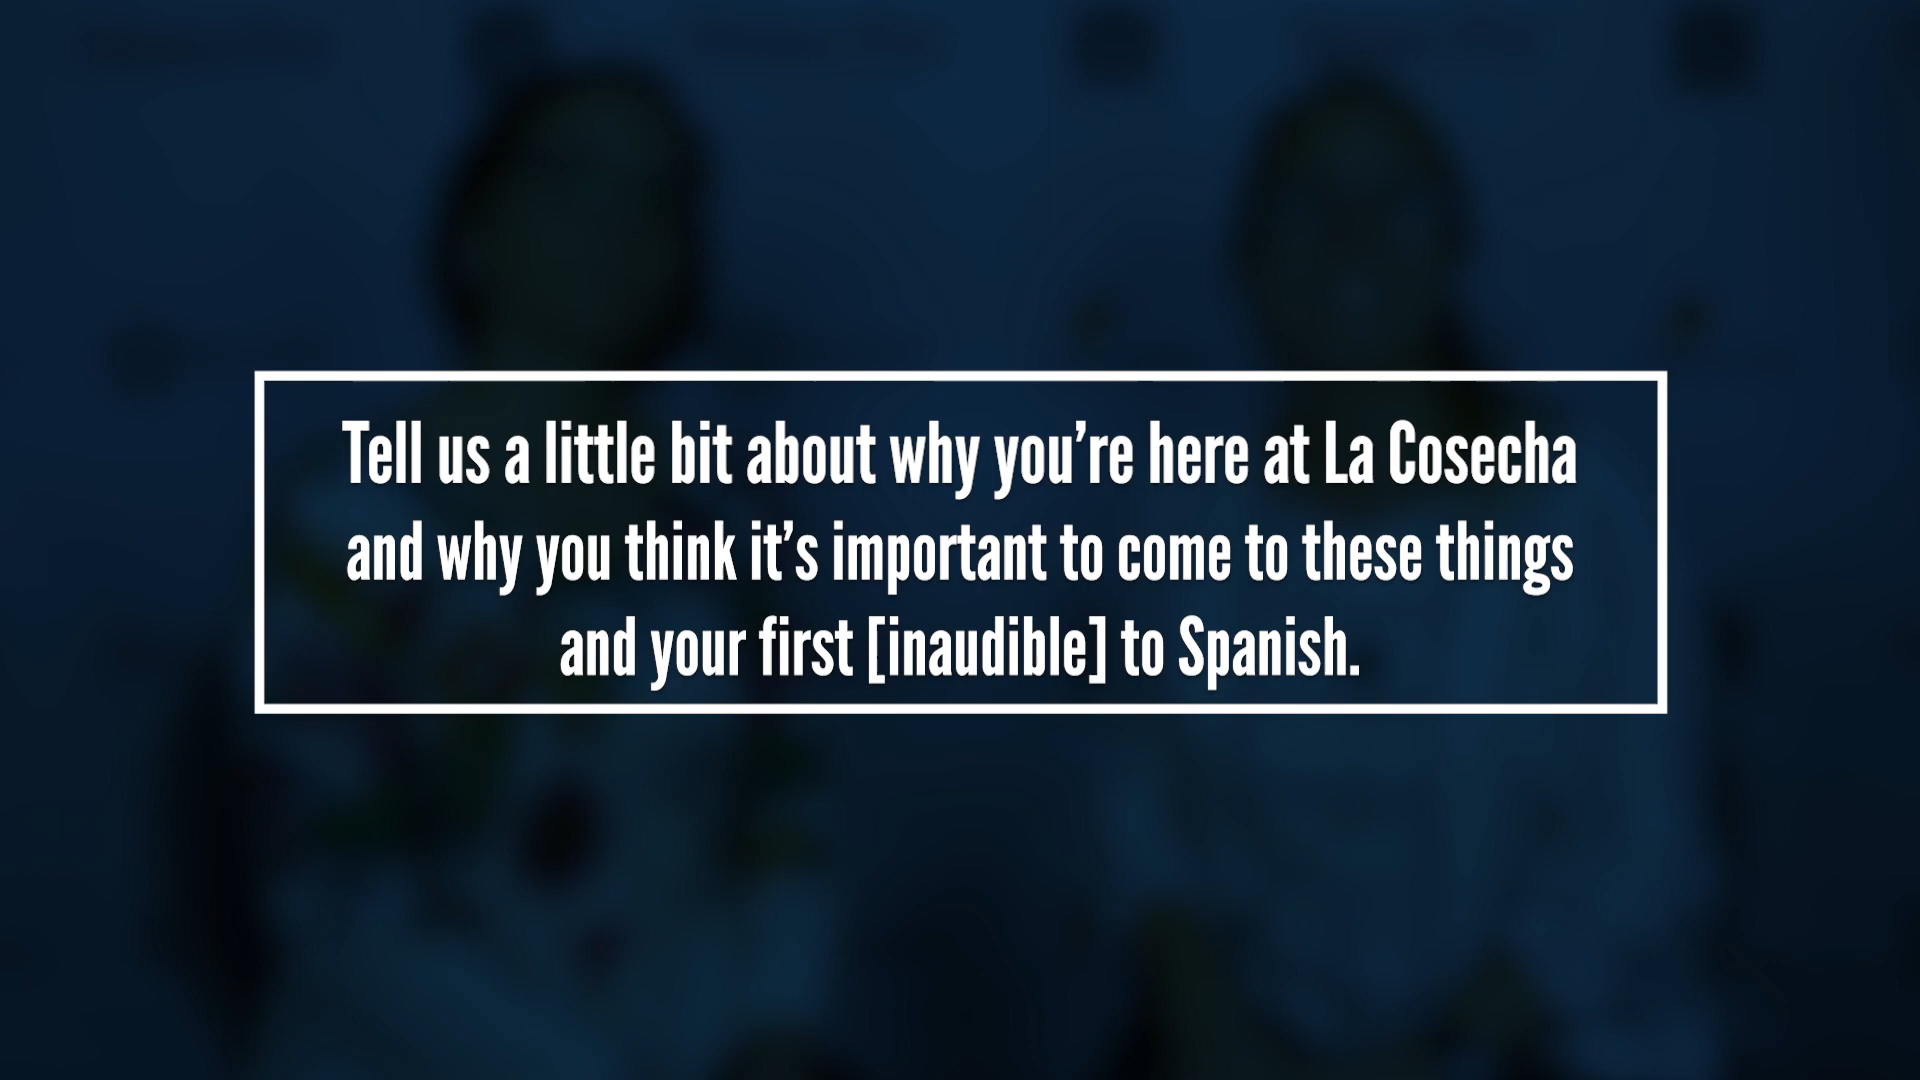 Tell us a little bit about why you’re here at La Cosecha
and why you think it’s important to come to these things
and your first [inaudible] to Spanish.